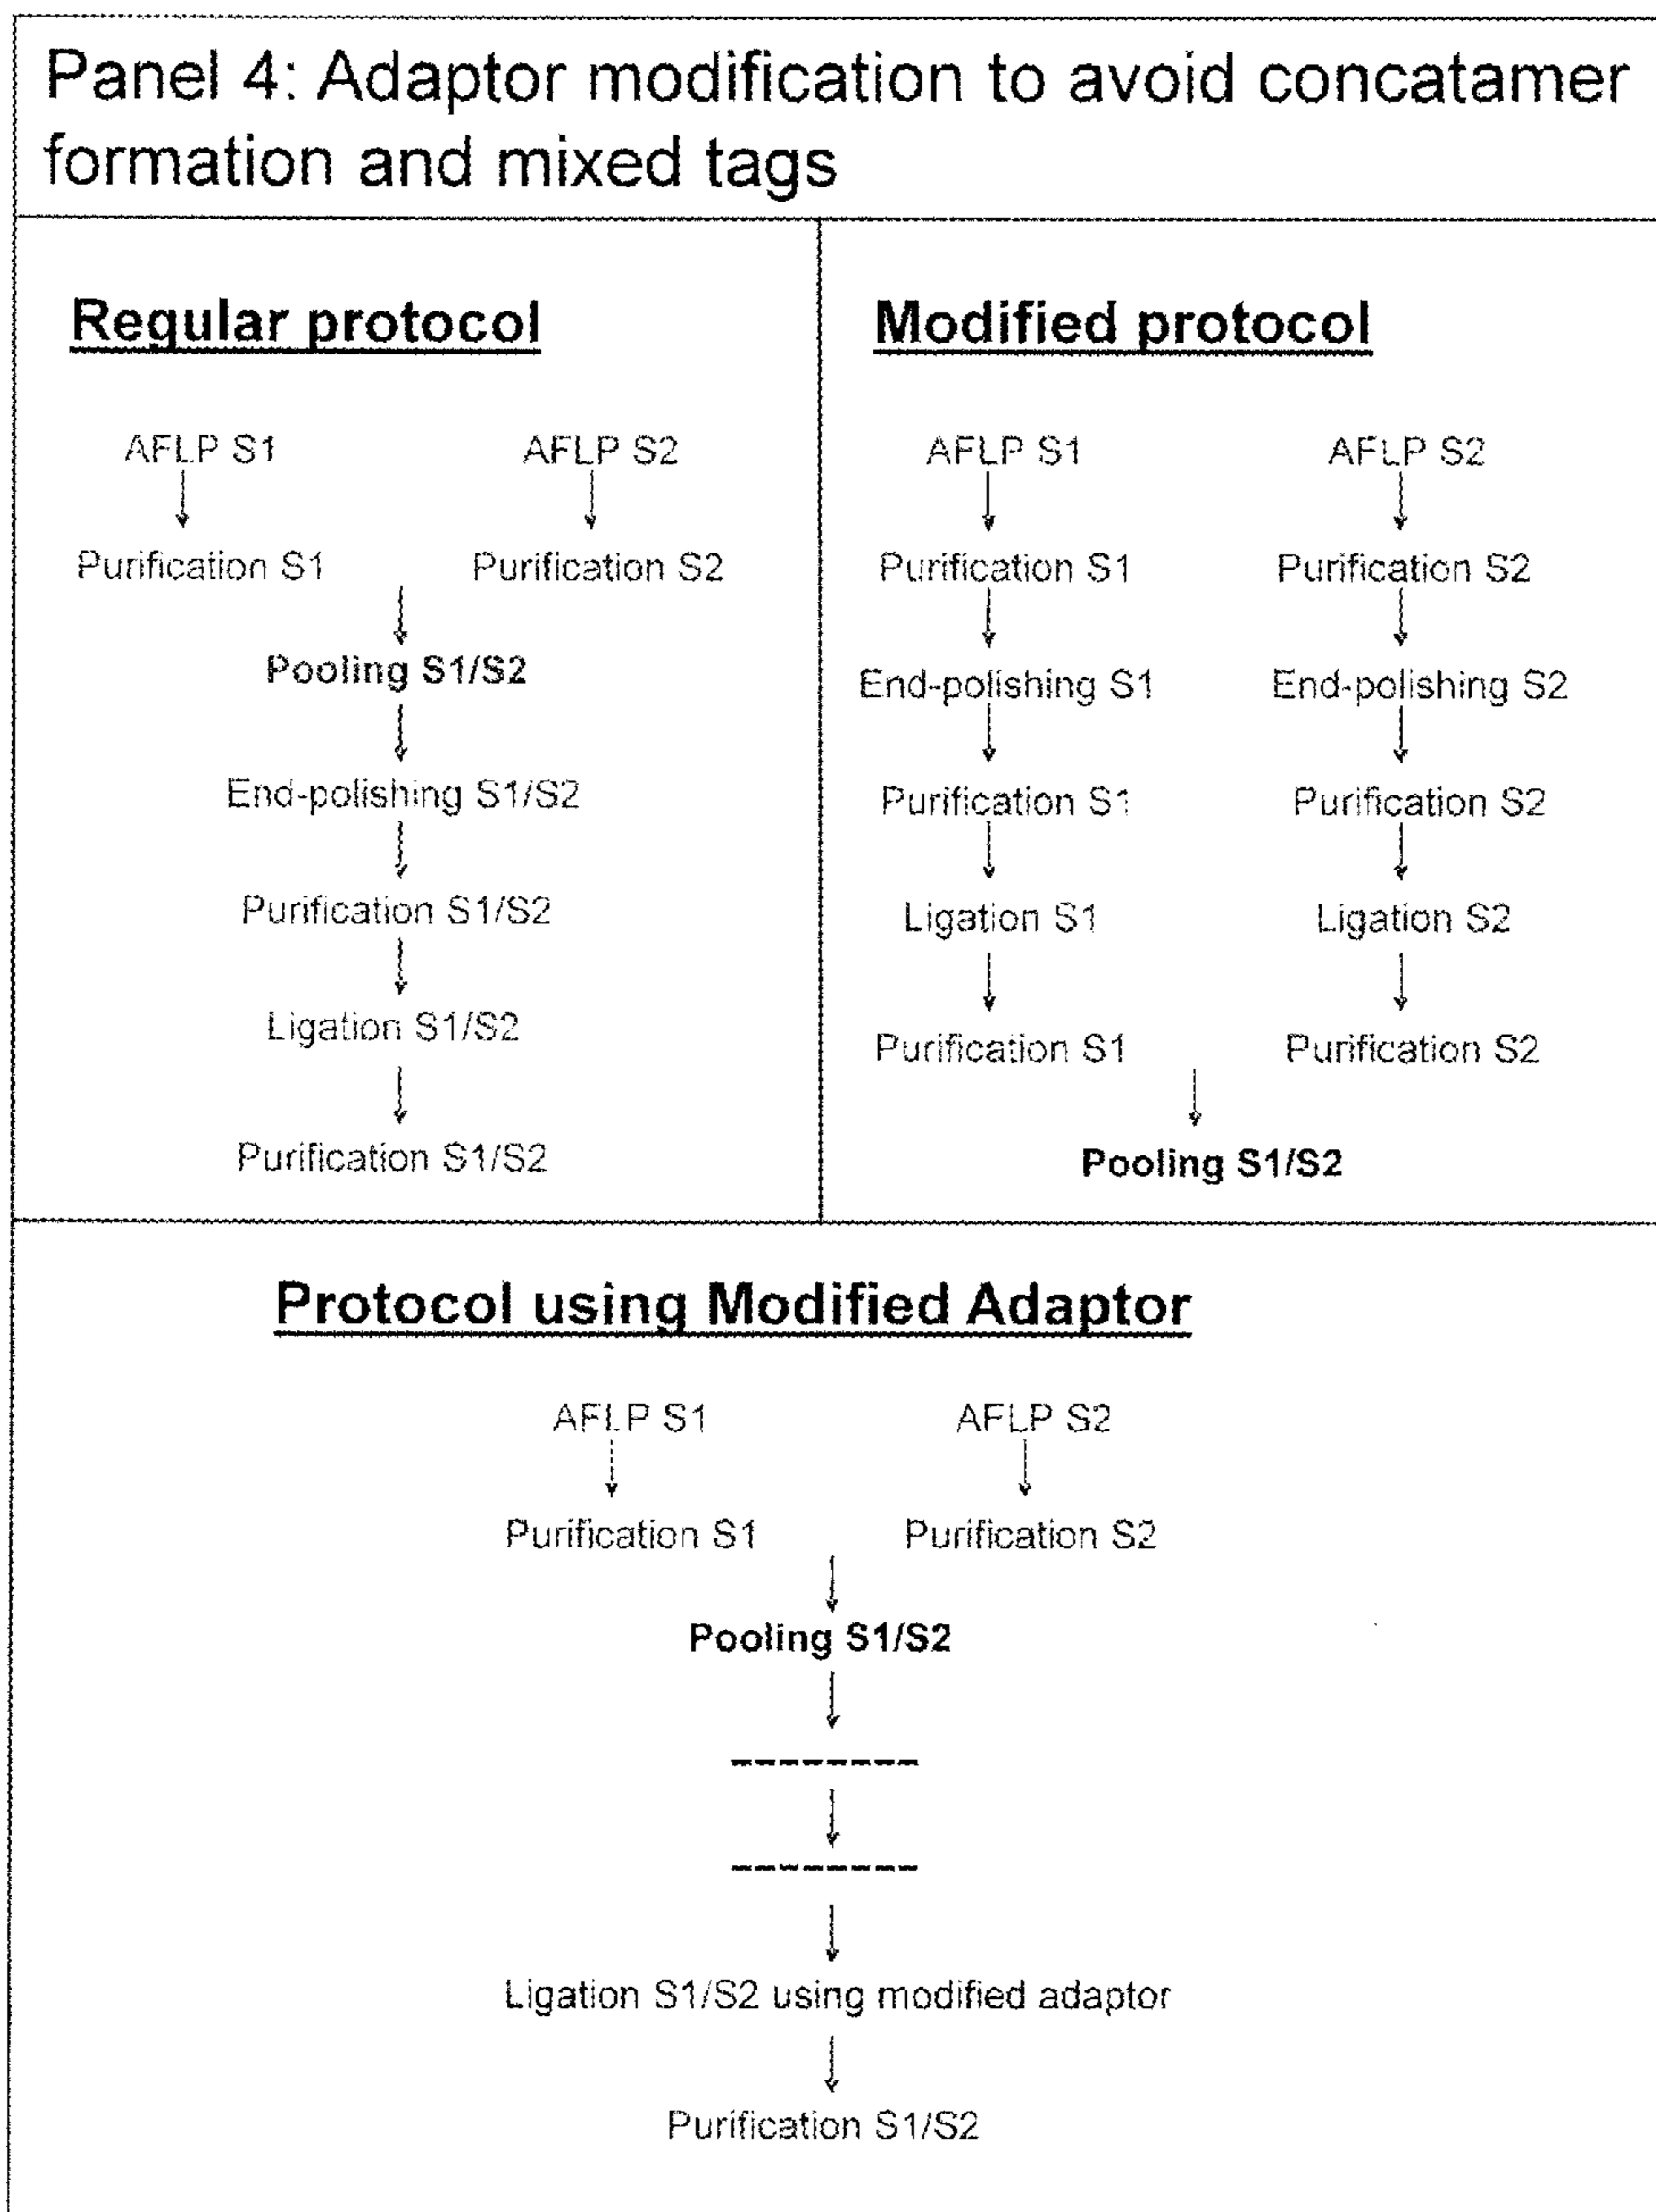 Panel 4: Adaptor modification to avoid concatamer
formation and mixed tags
Regular protocol
AFLP S1 AFLP S2
Purification S1 Purification S2
Pooling S1/S2
End-polishing S1/S2
Purification S1/S2
Ligation S1/S2
Purification S1/S2
Modified protocol
AFLP S1 AFLP S2
Purification S1 Purification S2
End-polishing S1 End-polishing S2
Purification S1 Purification S2
Ligation S1 Ligation S2
Purification S1 Purification S2
Pooling S1/S2
Protocol using Modified Adaptor
AFLP S1 AFLP S2
Purification S1 Purification S2
Pooling S1/S2
--------
--------
Ligation S1/S2 using modified adaptor
Purification S1/S2